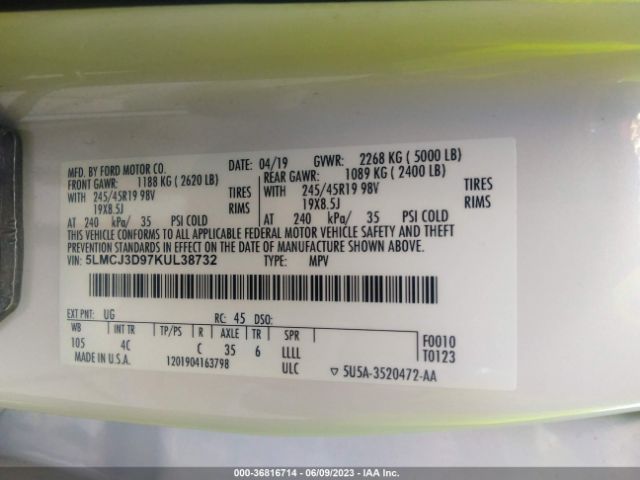 MFD. BY FORD MOTOR CO.
DATE: 04/19 GVWR: 2268 KG ( 5000 LB)
FRONT GAWR: 1188 KG ( 2620 LB)
REAR GAWR: 1089 KG ( 2400 LB)
WITH 245/45R19 98V TIRES
19X8.5J RIMS
WITH 245/45R19 98V TIRES
19X8.5J RIMS
AT 240 kPa/ 35 PSI COLD
AT 240 kPa/ 35 PSI COLD
THIS VEHICLE CONFORMS TO ALL APPLICABLE FEDERAL MOTOR VEHICLE SAFETY AND THEFT
PREVENTION STANDARDS IN EFFECT ON THE DATE OF MANUFACTURE SHOWN ABOVE.
VIN: 5LMCJ3D97KUL38732 TYPE: MPV
EXT PNT: UG RC: 45 DSO:
WB INT TR TP/PS R AXLE TR SPR
105 4C C 35 6 LLLL
F0010
T0123
MADE IN U.S.A. 1201904163798 ULC
▽ 5U5A-3520472-AA
000-36816714 - 06/09/2023 - IAA Inc.